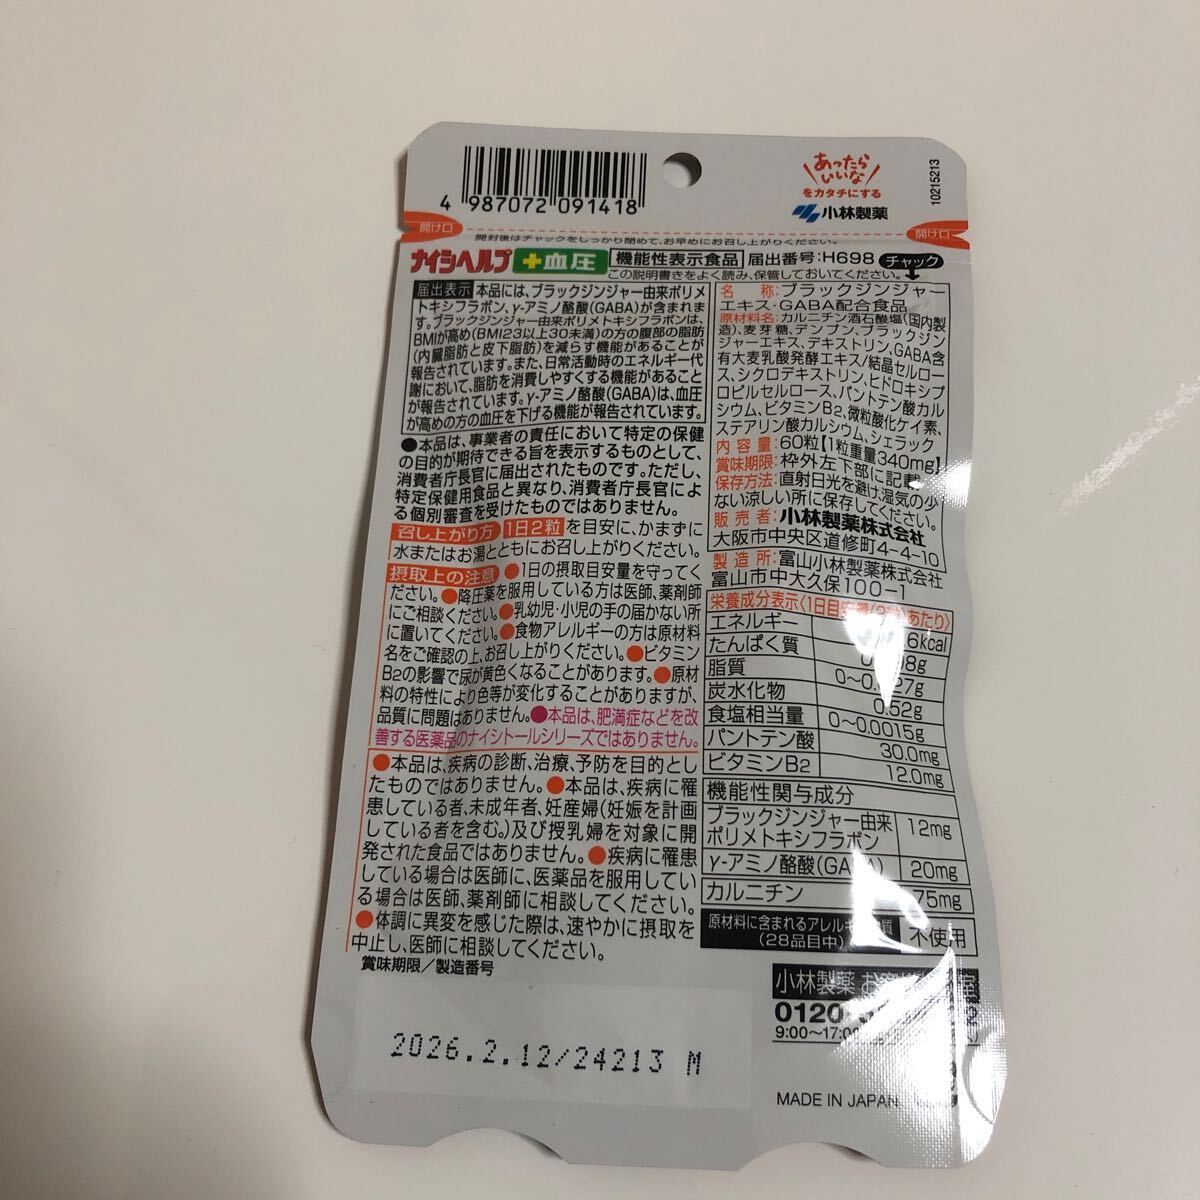 4 987072 091418
あったら
いいな
をカタチにする
小林製薬
10215213
開け口
開け口
開封後はチャックをしっかり閉めて、お早めにお召し上がりください。
ナイシヘルプ +血圧 機能性表示食品 届出番号:H698 チャック
この説明書きをよく読み、保管しておいてください。
届出表示 本品には、ブラックジンジャー由来ポリメ
トキシフラボン、γ-アミノ酪酸(GABA)が含まれま
す。ブラックジンジャー由来ポリメトキシフラボンは、
BMIが高め(BMI23以上30未満)の方の腹部の脂肪
(内臓脂肪と皮下脂肪)を減らす機能があることが
報告されています。また、日常活動時のエネルギー代
謝において、脂肪を消費しやすくする機能があること
が報告されています。γ-アミノ酪酸(GABA)は、血圧
が高めの方の血圧を下げる機能が報告されています。
●本品は、事業者の責任において特定の保健
の目的が期待できる旨を表示するものとして、
消費者庁長官に届出されたものです。ただし、
特定保健用食品と異なり、消費者庁長官によ
る個別審査を受けたものではありません。
召し上がり方 1日2粒を目安に、かまずに
水またはお湯とともにお召し上がりください。
摂取上の注意 ●1日の摂取目安量を守ってく
ださい。●降圧薬を服用している方は医師、薬剤師
にご相談ください。●乳幼児・小児の手の届かない所
に置いてください。●食物アレルギーの方は原材料
名をご確認の上、お召し上がりください。●ビタミン
B2の影響で尿が黄色くなることがあります。●原材
料の特性により色等が変化することがありますが、
品質に問題はありません。●本品は、肥満症などを改
善する医薬品のナイシトールシリーズではありません。
●本品は、疾病の診断、治療、予防を目的とし
たものではありません。●本品は、疾病に罹
患している者、未成年者、妊産婦(妊娠を計画
している者を含む。)及び授乳婦を対象に開
発された食品ではありません。●疾病に罹患
している場合は医師に、医薬品を服用してい
る場合は医師、薬剤師に相談してください。
●体調に異変を感じた際は、速やかに摂取を
中止し、医師に相談してください。
賞味期限/製造番号
2026.2.12/24213 M
名 称:ブラックジンジャー
エキス・GABA配合食品
原材料名:カルニチン酒石酸塩(国内製
造)、麦芽糖、デンプン、ブラックジン
ジャーエキス、デキストリン、GABA含
有大麦乳酸発酵エキス/結晶セルロー
ス、シクロデキストリン、ヒドロキシプ
ロピルセルロース、パントテン酸カル
シウム、ビタミンB2、微粒酸化ケイ素、
ステアリン酸カルシウム、シェラック
内容量:60粒【1粒重量340mg】
賞味期限:枠外左下部に記載
保存方法:直射日光を避け、湿気の少
ない涼しい所に保存してください。
販売者:小林製薬株式会社
大阪市中央区道修町4-4-10
製造所:富山小林製薬株式会社
富山市中大久保100-1
栄養成分表示〈1日目安量(2粒)あたり〉
エネルギー 6kcal
たんぱく質 8g
脂質 0～ 27g
炭水化物 0.52g
食塩相当量 0～0.0015g
パントテン酸 30.0mg
ビタミンB2 12.0mg
機能性関与成分
ブラックジンジャー由来
ポリメトキシフラボン 12mg
γ-アミノ酪酸(GABA) 20mg
カルニチン 75mg
原材料に含まれるアレルギー物質
(28品目中) 不使用
小林製薬 お客様 室
0120
9:00～17:00
MADE IN JAPAN